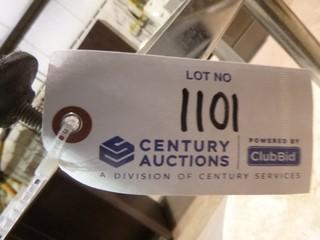 LOT NO
1101
CENTURY AUCTIONS
POWERED BY
ClubBid
A DIVISION OF CENTURY SERVICES